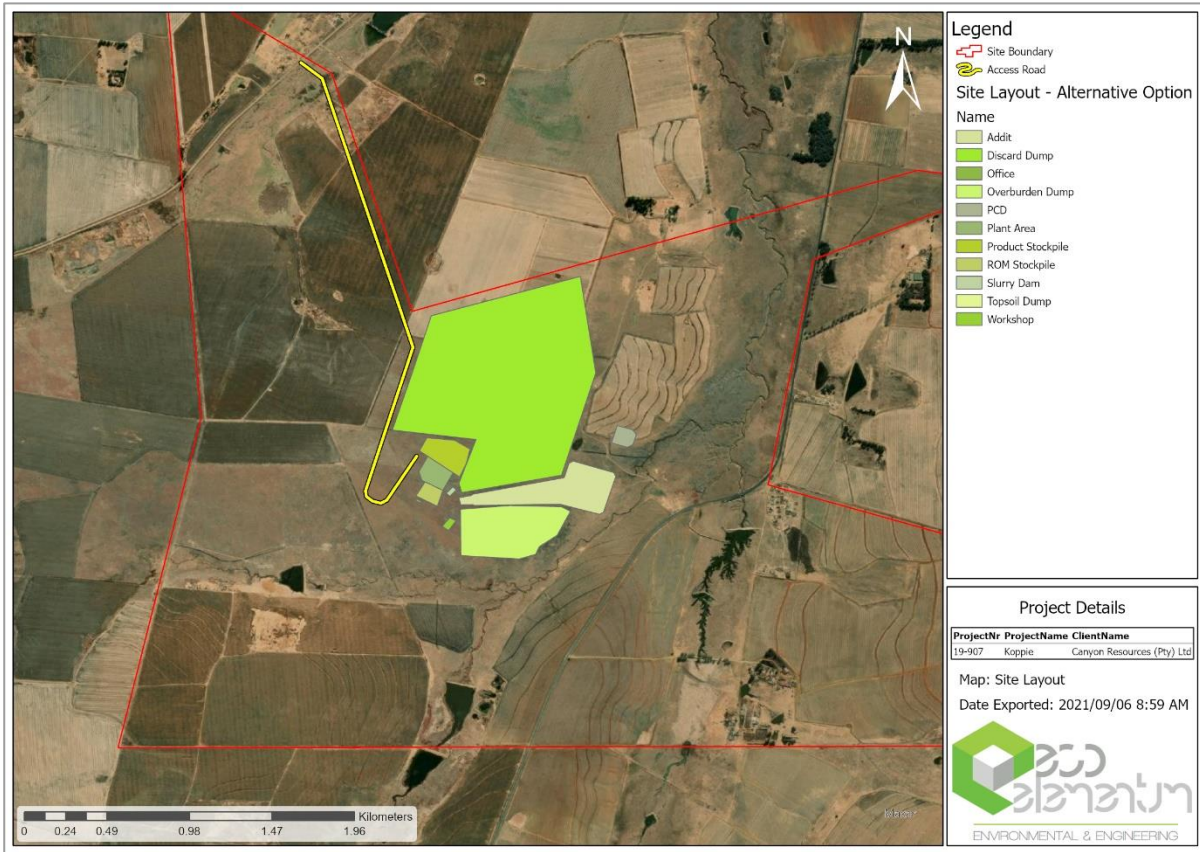 N
Legend
Site Boundary
Access Road
Site Layout - Alternative Option
Name
Addit
Discard Dump
Office
Overburden Dump
PCD
Plant Area
Product Stockpile
ROM Stockpile
Slurry Dam
Topsoil Dump
Workshop
Project Details
ProjectNr ProjectName ClientName
19-907 Koppie Canyon Resources (Pty) Ltd
Map: Site Layout
Date Exported: 2021/09/06 8:59 AM
eco
elementum
ENVIRONMENTAL & ENGINEERING
Kilometers
0 0.24 0.49 0.98 1.47 1.96